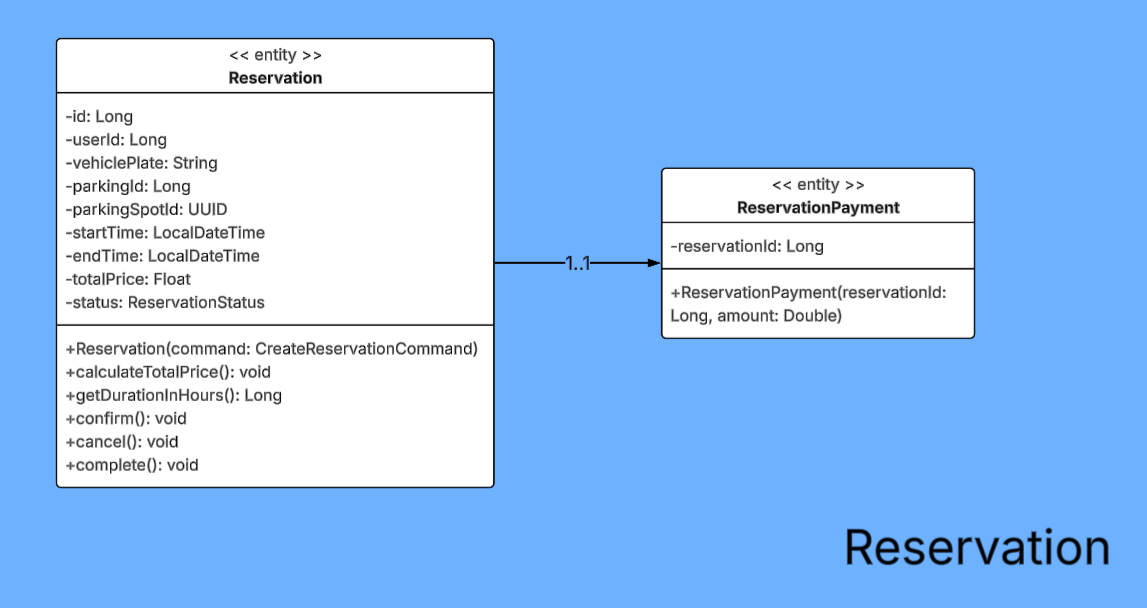 << entity >>
Reservation
-id: Long
-userId: Long
-vehiclePlate: String
-parkingId: Long
-parkingSpotId: UUID
-startTime: LocalDateTime
-endTime: LocalDateTime
-totalPrice: Float
-status: ReservationStatus
+Reservation(command: CreateReservationCommand)
+calculateTotalPrice(): void
+getDurationInHours(): Long
+confirm(): void
+cancel(): void
+complete(): void
1..1
<< entity >>
ReservationPayment
-reservationId: Long
+ReservationPayment(reservationId:
Long, amount: Double)
Reservation